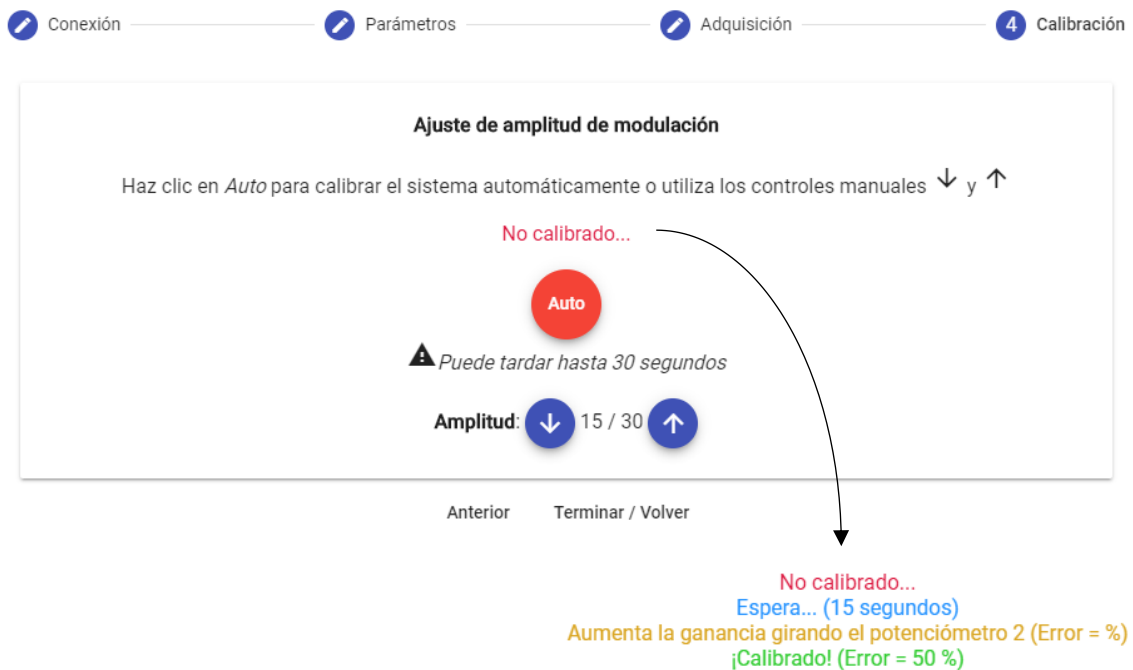 Conexión Parámetros Adquisición 4 Calibración
Ajuste de amplitud de modulación
Haz clic en Auto para calibrar el sistema automáticamente o utiliza los controles manuales ↓ y ↑
No calibrado...
Auto
Puede tardar hasta 30 segundos
Amplitud: ↓ 15 / 30 ↑
Anterior Terminar / Volver
No calibrado...
Espera... (15 segundos)
Aumenta la ganancia girando el potenciómetro 2 (Error = %)
¡Calibrado! (Error = 50 %)